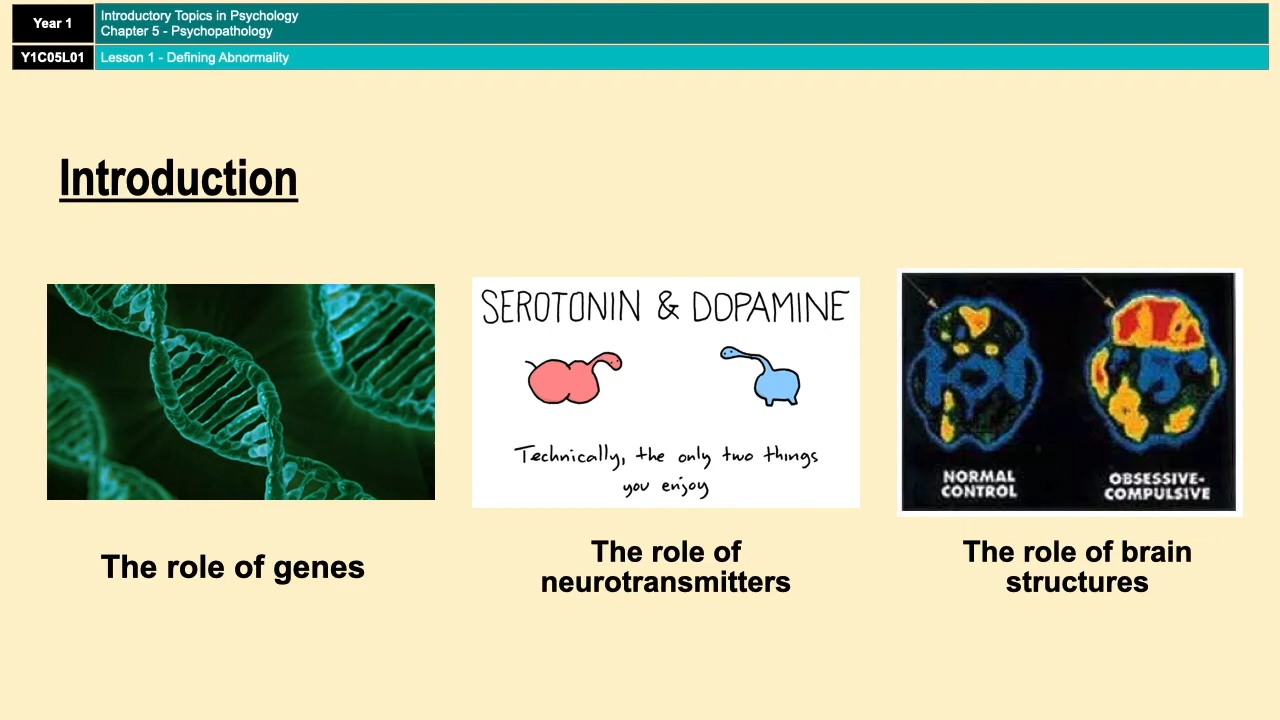 Year 1
Introductory Topics in Psychology
Chapter 5 - Psychopathology
Y1C05L01
Lesson 1 - Defining Abnormality
Introduction
SEROTONIN & DOPAMINE
Technically, the only two things
you enjoy
NORMAL
CONTROL
OBSESSIVE-
COMPULSIVE
The role of genes
The role of
neurotransmitters
The role of brain
structures